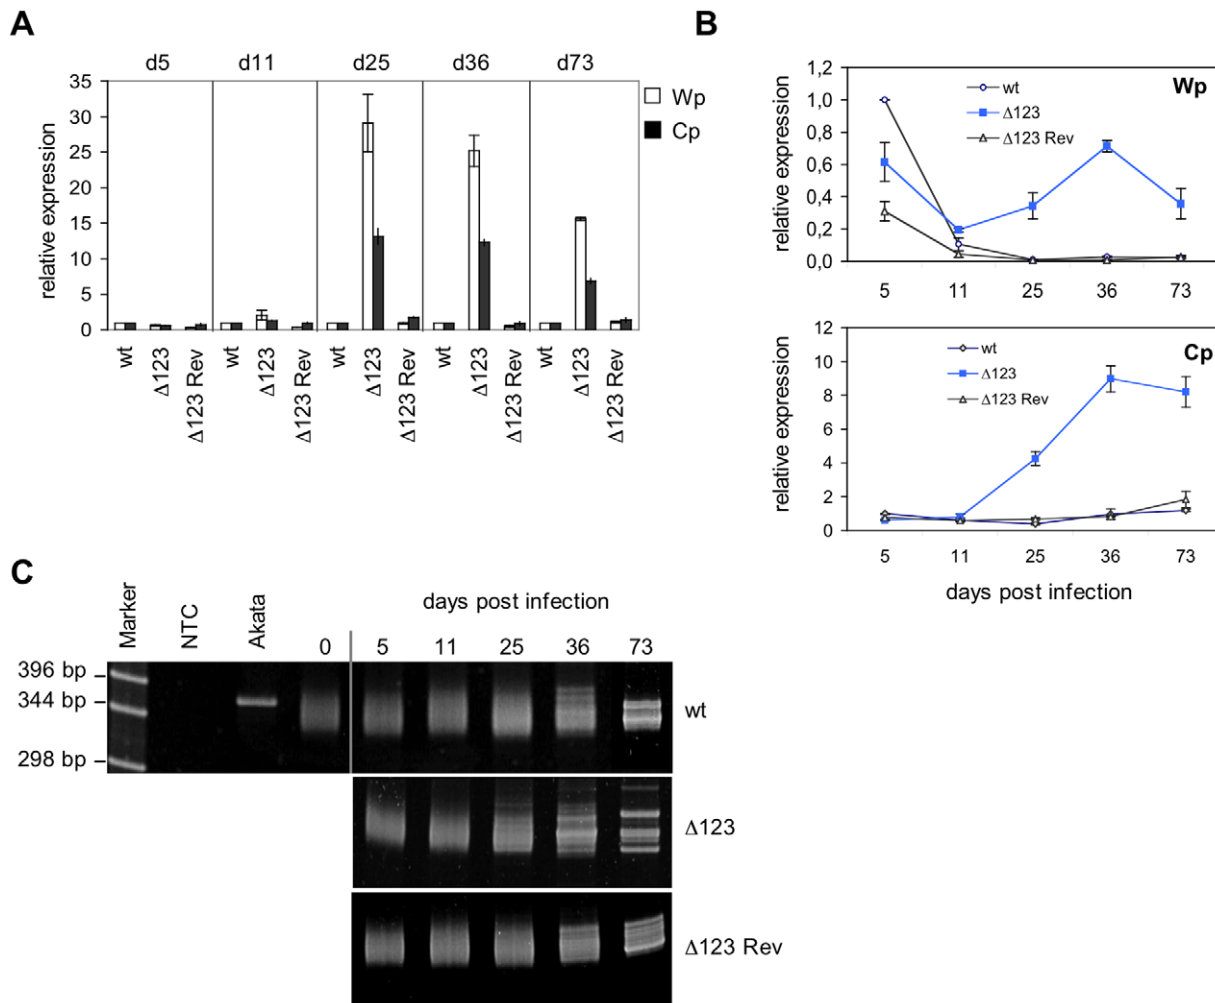 A
d5 d11 d25 d36 d73
35
30
25
20
15
10
5
0
relative expression
Wp
Cp
wt
Δ123
Δ123 Rev
wt
Δ123
Δ123 Rev
wt
Δ123
Δ123 Rev
wt
Δ123
Δ123 Rev
wt
Δ123
Δ123 Rev
B
Wp
1,2
1,0
0,8
0,6
0,4
0,2
0,0
relative expression
wt
Δ123
Δ123 Rev
5 11 25 36 73
Cp
12
10
8
6
4
2
0
relative expression
wt
Δ123
Δ123 Rev
5 11 25 36 73
days post infection
C
Marker
NTC
Akata
days post infection
0 5 11 25 36 73
396 bp
344 bp
298 bp
wt
Δ123
Δ123 Rev